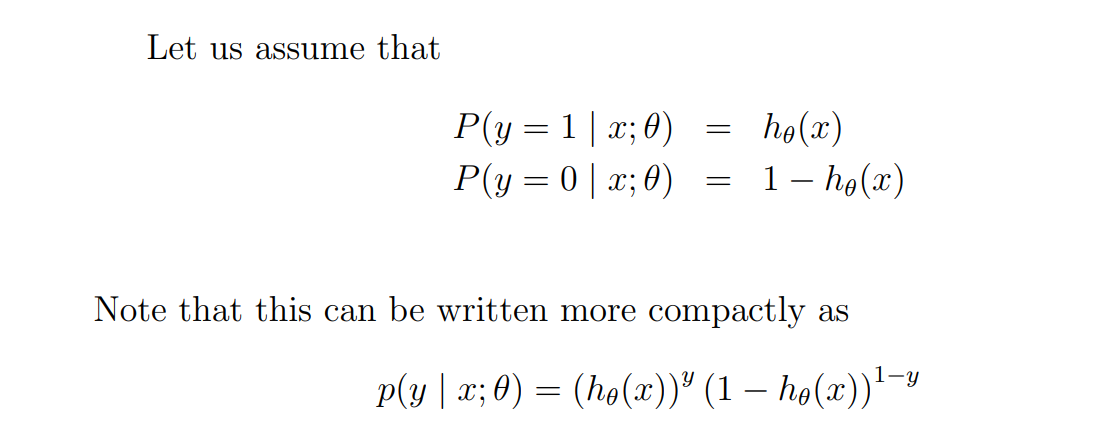 Let us assume that
P(y = 1 | x; θ) = h_θ(x)
P(y = 0 | x; θ) = 1 − h_θ(x)
Note that this can be written more compactly as
p(y | x; θ) = (h_θ(x))^y (1 − h_θ(x))^{1−y}